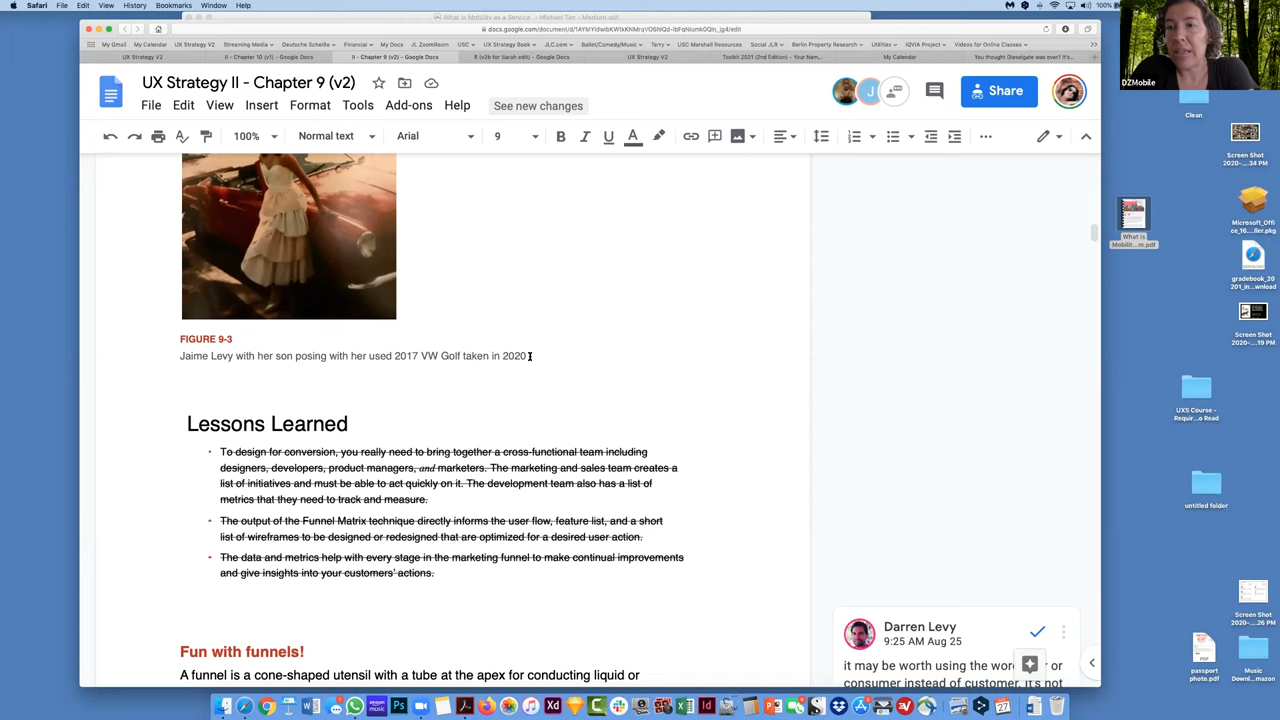 Safari File Edit View History Bookmarks Window Help
100%
What is Mobility as a Service. - Michael Tan - Medium.pdf
My Gmail My Calendar UX Strategy V2 Streaming Media Deutsche Scheiße Financial My Docs JL ZoomRoom USC UX Strategy Book JLC.com Ballet/Comedy/Music Terry USC Marshall Resources Social JLR Berlin Property Research Utilities IQVIA Project Videos for Online Classes
UX Strategy V2 II - Chapter 10 (v1) - Google Docs II - Chapter 9 (v2) - Google Docs 8 (v2b for Sarah edit) - Google Docs UX Strategy V2 Toolkit 2021 (2nd Edition) - Your Nam... My Calendar You thought Dieselgate was over? It's...
DZMobile
UX Strategy II - Chapter 9 (v2)
File Edit View Insert Format Tools Add-ons Help
See new changes
J
Share
100% Normal text Arial 9
FIGURE 9-3
Jaime Levy with her son posing with her used 2017 VW Golf taken in 2020
Lessons Learned
To design for conversion, you really need to bring together a cross-functional team including
designers, developers, product managers, and marketers. The marketing and sales team creates a
list of initiatives and must be able to act quickly on it. The development team also has a list of
metrics that they need to track and measure.
The output of the Funnel Matrix technique directly informs the user flow, feature list, and a short
list of wireframes to be designed or redesigned that are optimized for a desired user action.
The data and metrics help with every stage in the marketing funnel to make continual improvements
and give insights into your customers' actions.
Fun with funnels!
A funnel is a cone-shaped utensil with a tube at the apex for conducting liquid or
Darren Levy
9:25 AM Aug 25
it may be worth using the wor or
consumer instead of customer. it's not
Clean
Screen Shot
2020-....34 PM
What is
Mobilit...m.pdf
Microsoft_Offi
ce_16....ller.pkg
gradebook_20
201_in...wnload
Screen Shot
2020-....19 PM
UXS Course -
Requir...o Read
untitled folder
Screen Shot
2020-....26 PM
passport
photo.pdf
Music
Downl...mazon